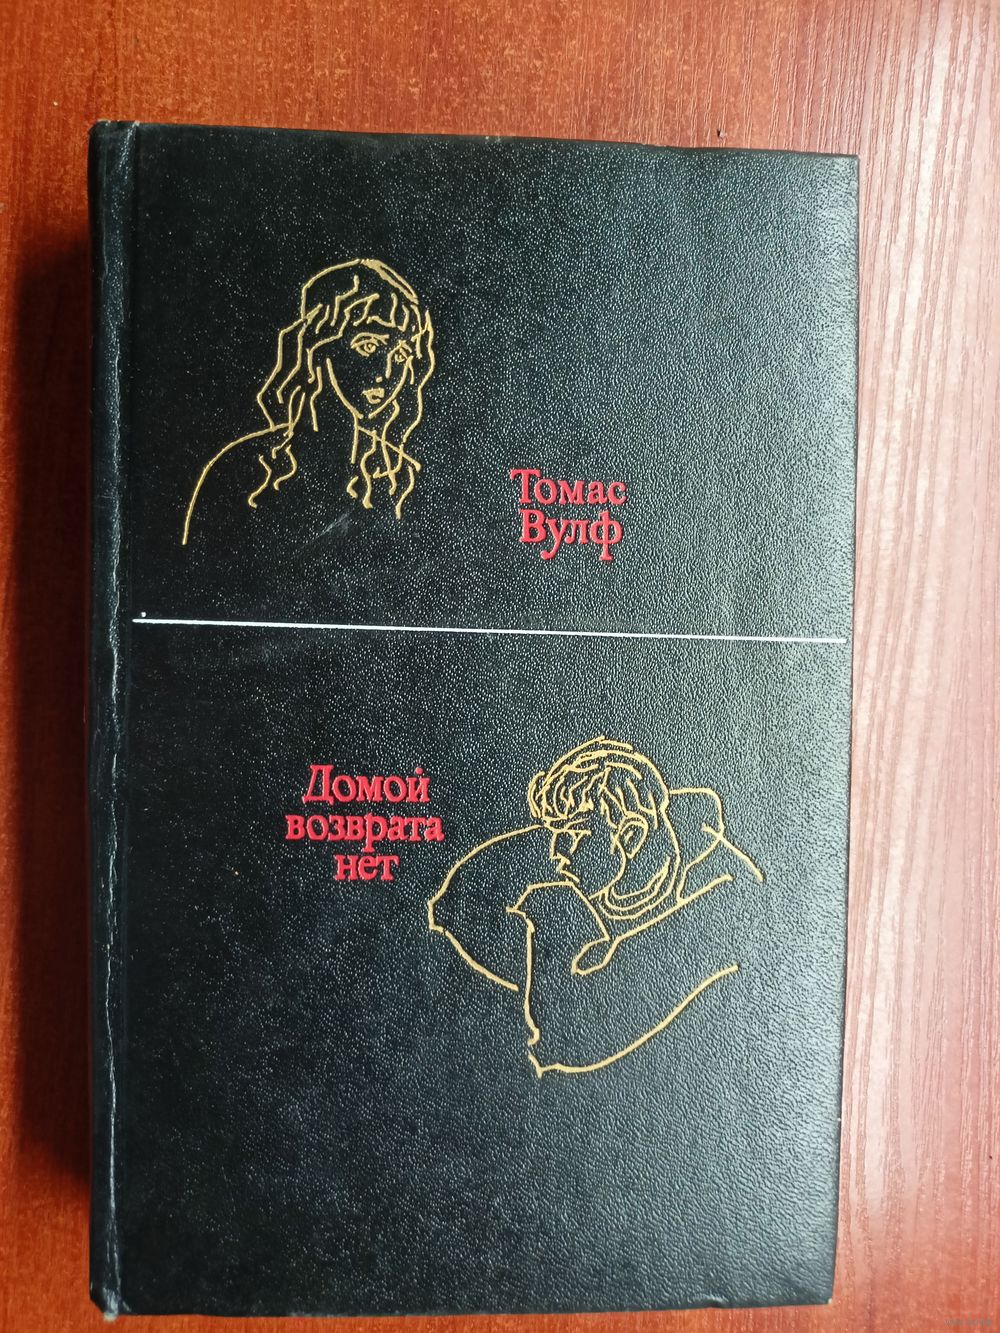 Томас
Вулф
Домой
возврата
нет